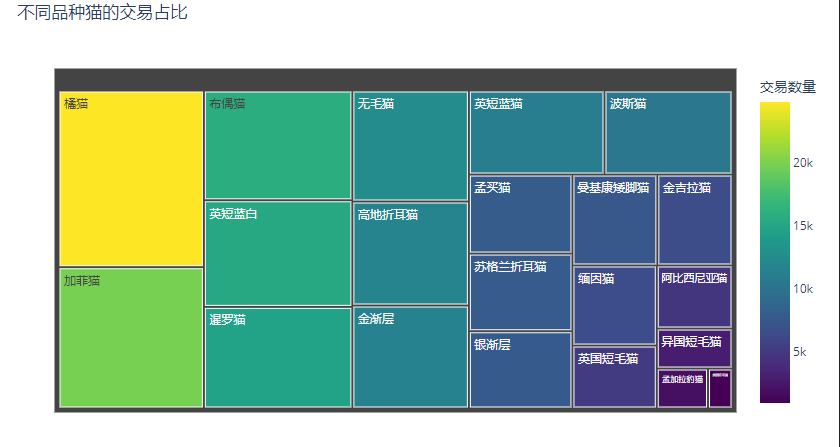 不同品种猫的交易占比
交易数量
橘猫
加菲猫
布偶猫
英短蓝白
暹罗猫
无毛猫
高地折耳猫
金渐层
英短蓝猫
波斯猫
孟买猫
苏格兰折耳猫
银渐层
曼基康矮脚猫
缅因猫
英国短毛猫
金吉拉猫
阿比西尼亚猫
异国短毛猫
孟加拉豹猫
20k
15k
10k
5k